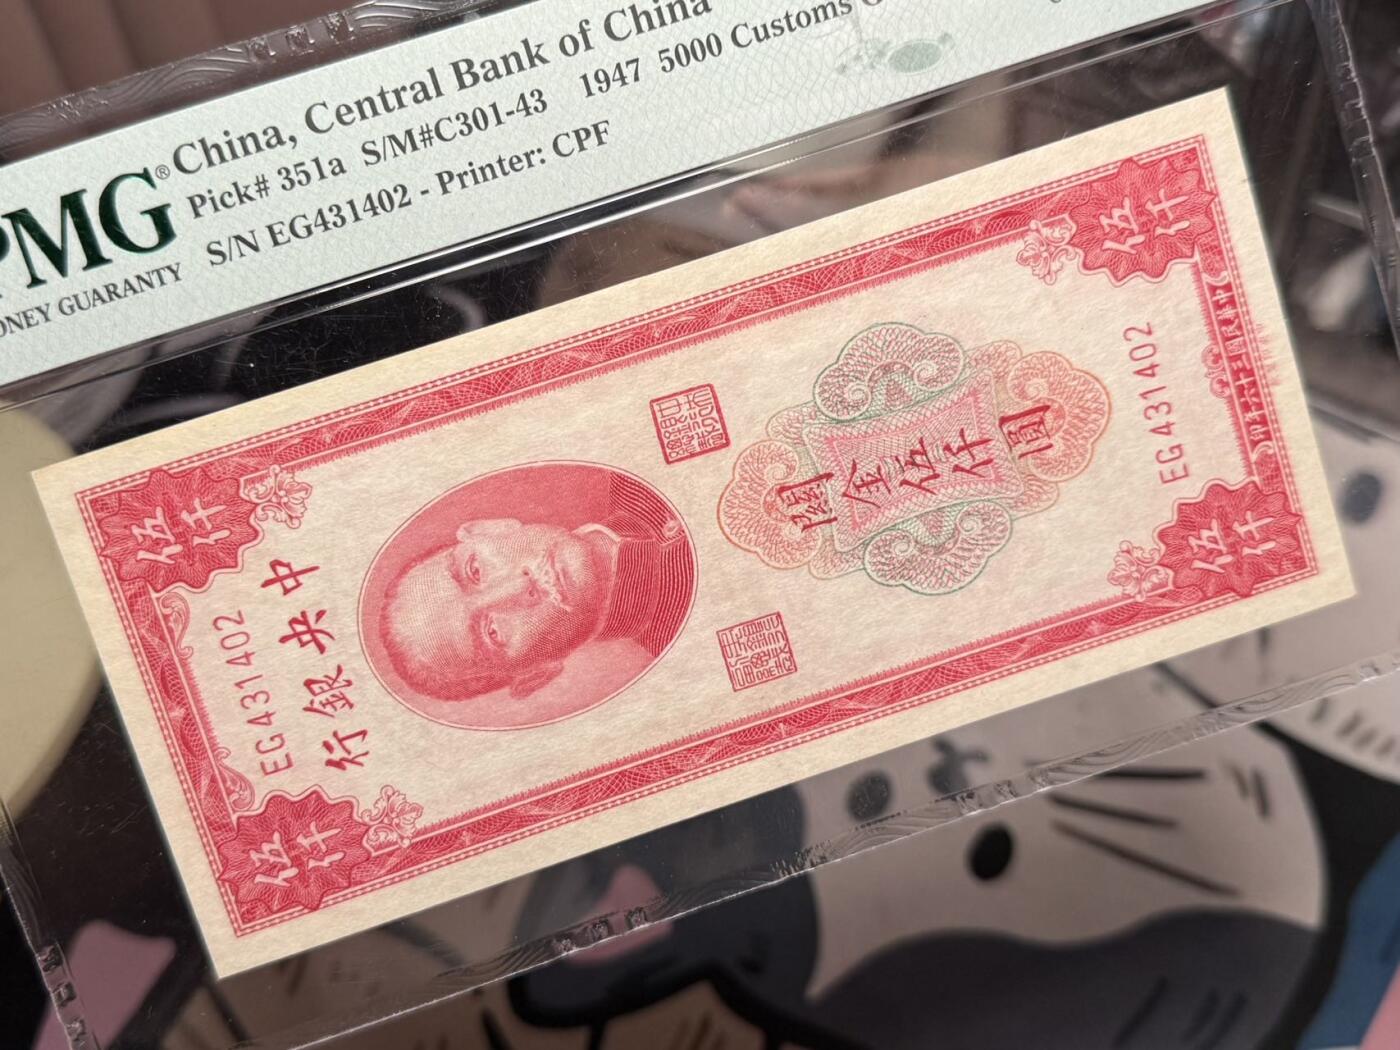 PMG®
China, Central Bank of China
Pick# 351a S/M#C301-43 1947 5000 Customs
S/N EG431402 - Printer: CPF
GUARANTY
伍仟
伍仟
EG431402
中央銀行
關金伍仟圓
EG431402
伍仟
伍仟